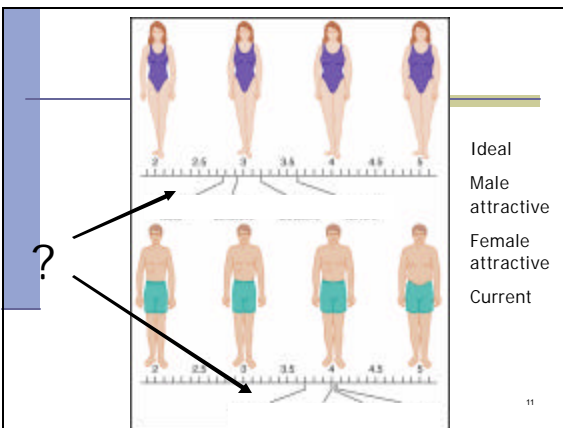 2 2.5 3 3.5 4 4.5 5
?
2 2.5 3 3.5 4 4.5 5
Ideal
Male
attractive
Female
attractive
Current
11